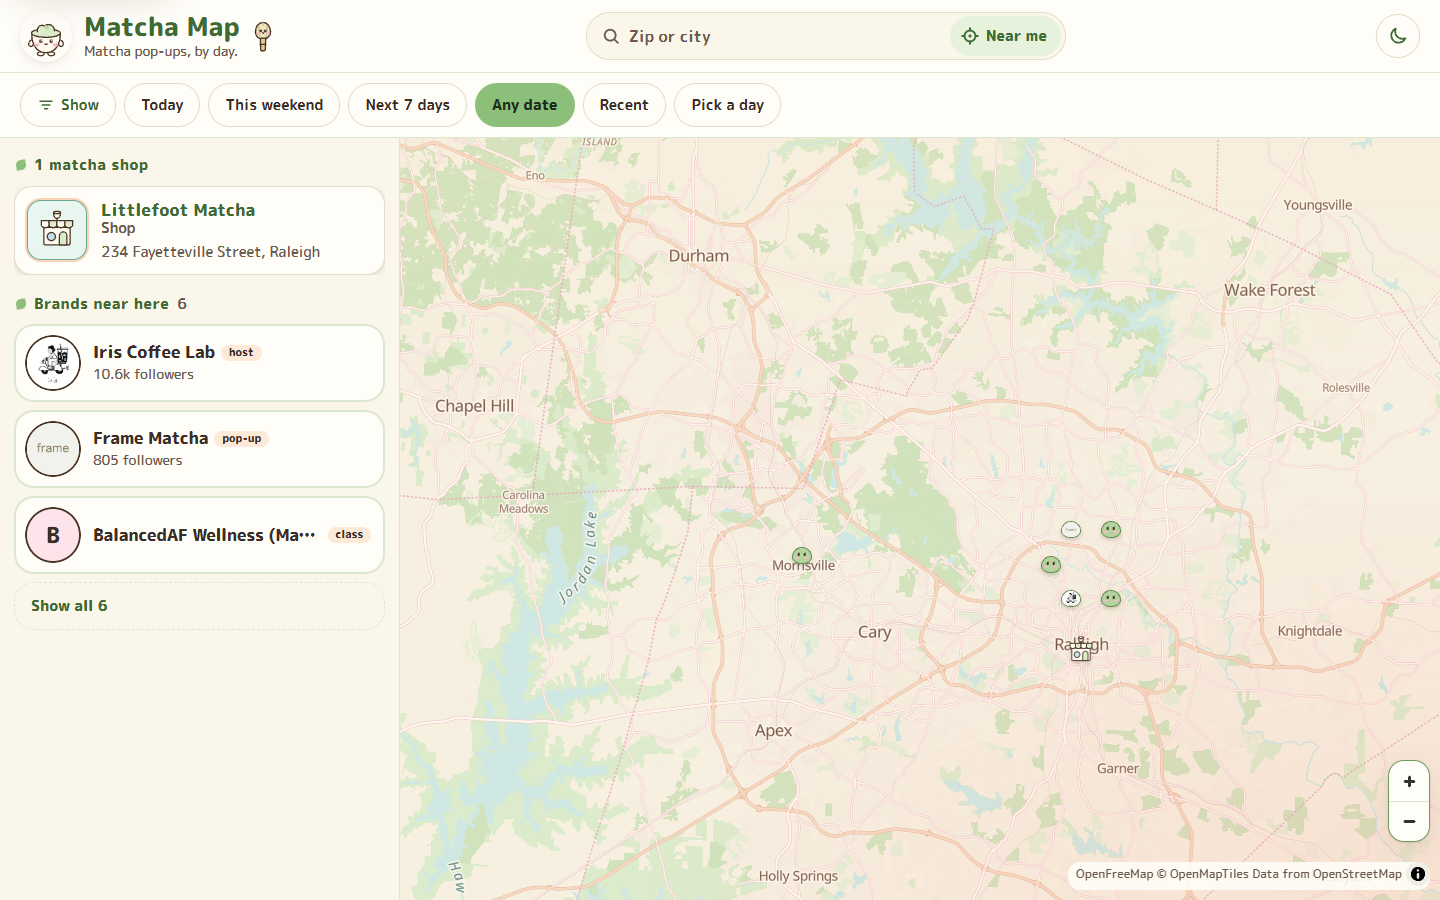 Matcha Map
Matcha pop-ups, by day.
Zip or city
Near me
Show
Today
This weekend
Next 7 days
Any date
Recent
Pick a day
1 matcha shop
Littlefoot Matcha
Shop
234 Fayetteville Street, Raleigh
Brands near here 6
Iris Coffee Lab host
10.6k followers
frame
Frame Matcha pop-up
805 followers
B
BalancedAF Wellness (Ma··· class
Show all 6
ISLAND
Eno
Youngsville
Durham
Wake Forest
Rolesville
Chapel Hill
Carolina
Meadows
Jordan Lake
Morrisville
Cary
Raleigh
Knightdale
Apex
Garner
Holly Springs
Haw
+
−
OpenFreeMap © OpenMapTiles Data from OpenStreetMap